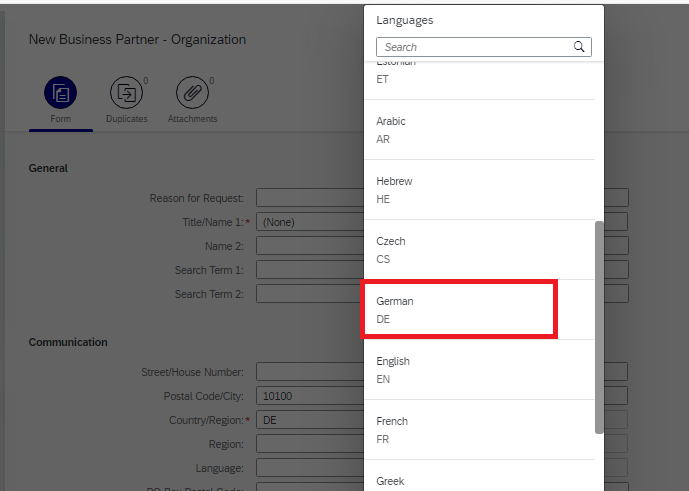 Languages
New Business Partner - Organization
Search
Estonian
ET
0
0
Form
Duplicates
Attachments
Arabic
AR
General
Hebrew
HE
Reason for Request:
Title/Name 1:*
(None)
Name 2:
Czech
CS
Search Term 1:
Search Term 2:
German
DE
Communication
English
EN
Street/House Number:
Postal Code/City:
10100
Country/Region:*
DE
French
FR
Region:
Language:
Greek
PO Box Postal Code: